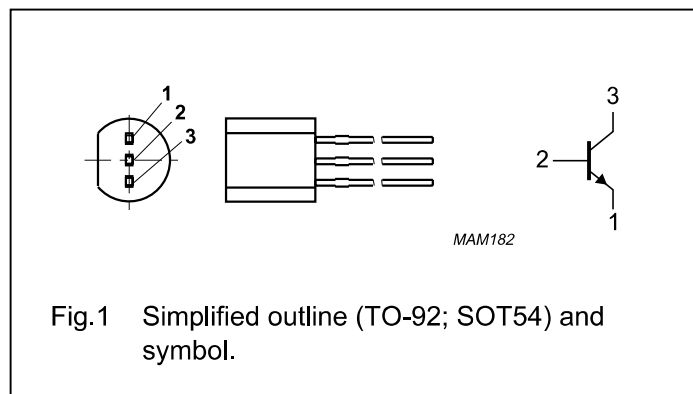 1
2
3
3
2
1
MAM182
Fig.1 Simplified outline (TO-92; SOT54) and
symbol.